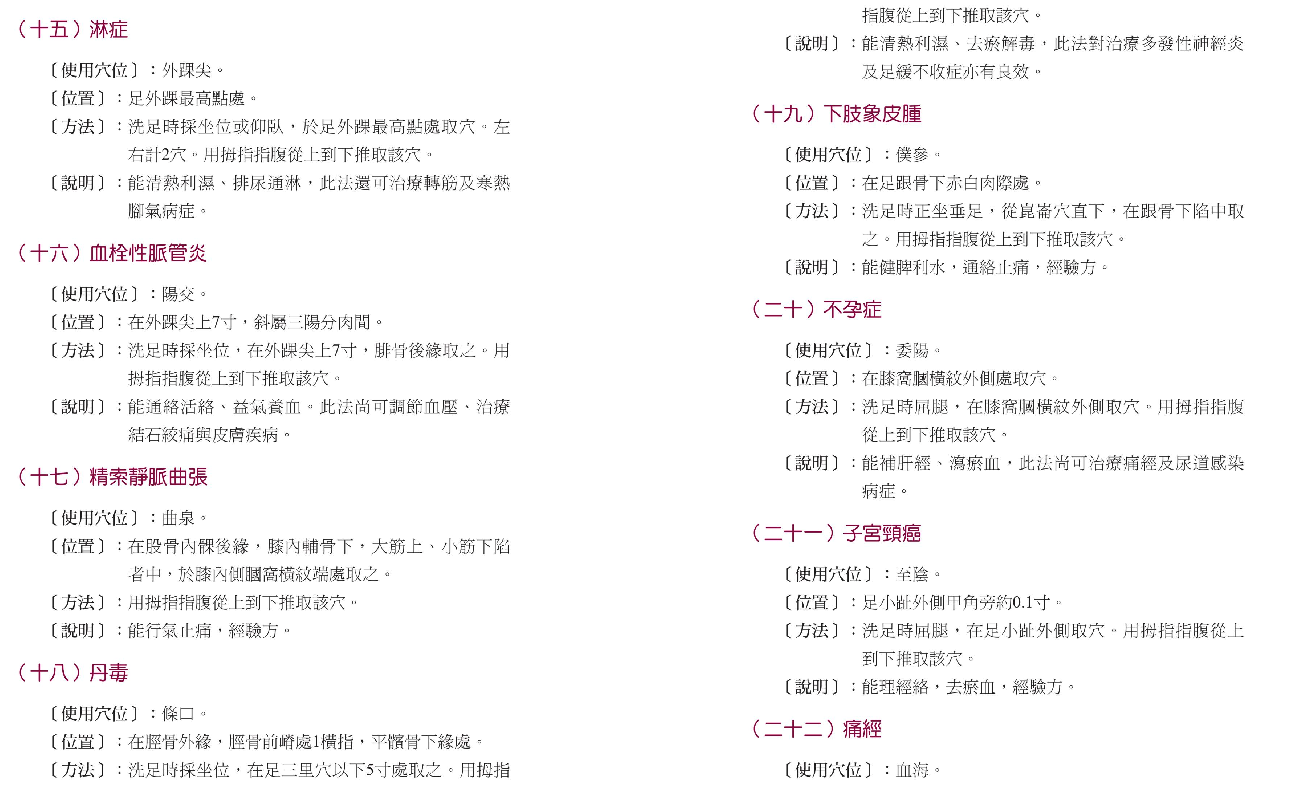 （十五）淋症
〔使用穴位〕：外踝尖。
〔位置〕：足外踝最高點處。
〔方法〕：洗足時採坐位或仰臥，於足外踝最高點處取穴。左
右計2穴。用拇指指腹從上到下推取該穴。
〔說明〕：能清熱利濕、排尿通淋，此法還可治療轉筋及寒熱
腳氣病症。
（十六）血栓性脈管炎
〔使用穴位〕：陽交。
〔位置〕：在外踝尖上7寸，斜屬三陽分肉間。
〔方法〕：洗足時採坐位，在外踝尖上7寸，腓骨後緣取之。用
拇指指腹從上到下推取該穴。
〔說明〕：能通絡活絡、益氣養血。此法尚可調節血壓、治療
結石絞痛與皮膚疾病。
（十七）精索靜脈曲張
〔使用穴位〕：曲泉。
〔位置〕：在股骨內髁後緣，膝內輔骨下，大筋上、小筋下陷
者中，於膝內側膕窩橫紋端處取之。
〔方法〕：用拇指指腹從上到下推取該穴。
〔說明〕：能行氣止痛，經驗方。
（十八）丹毒
〔使用穴位〕：條口。
〔位置〕：在脛骨外緣，脛骨前嵴處1橫指，平髕骨下緣處。
〔方法〕：洗足時採坐位，在足三里穴以下5寸處取之。用拇指
指腹從上到下推取該穴。
〔說明〕：能清熱利濕、去瘀解毒，此法對治療多發性神經炎
及足緩不收症亦有良效。
（十九）下肢象皮腫
〔使用穴位〕：僕參。
〔位置〕：在足跟骨下赤白肉際處。
〔方法〕：洗足時正坐垂足，從崑崙穴直下，在跟骨下陷中取
之。用拇指指腹從上到下推取該穴。
〔說明〕：能健脾利水，通絡止痛，經驗方。
（二十）不孕症
〔使用穴位〕：委陽。
〔位置〕：在膝窩膕橫紋外側處取穴。
〔方法〕：洗足時屈腿，在膝窩膕橫紋外側取穴。用拇指指腹
從上到下推取該穴。
〔說明〕：能補肝經、瀉瘀血，此法尚可治療痛經及尿道感染
病症。
（二十一）子宮頸癌
〔使用穴位〕：至陰。
〔位置〕：足小趾外側甲角旁約0.1寸。
〔方法〕：洗足時屈腿，在足小趾外側取穴。用拇指指腹從上
到下推取該穴。
〔說明〕：能理經絡，去瘀血，經驗方。
（二十二）痛經
〔使用穴位〕：血海。